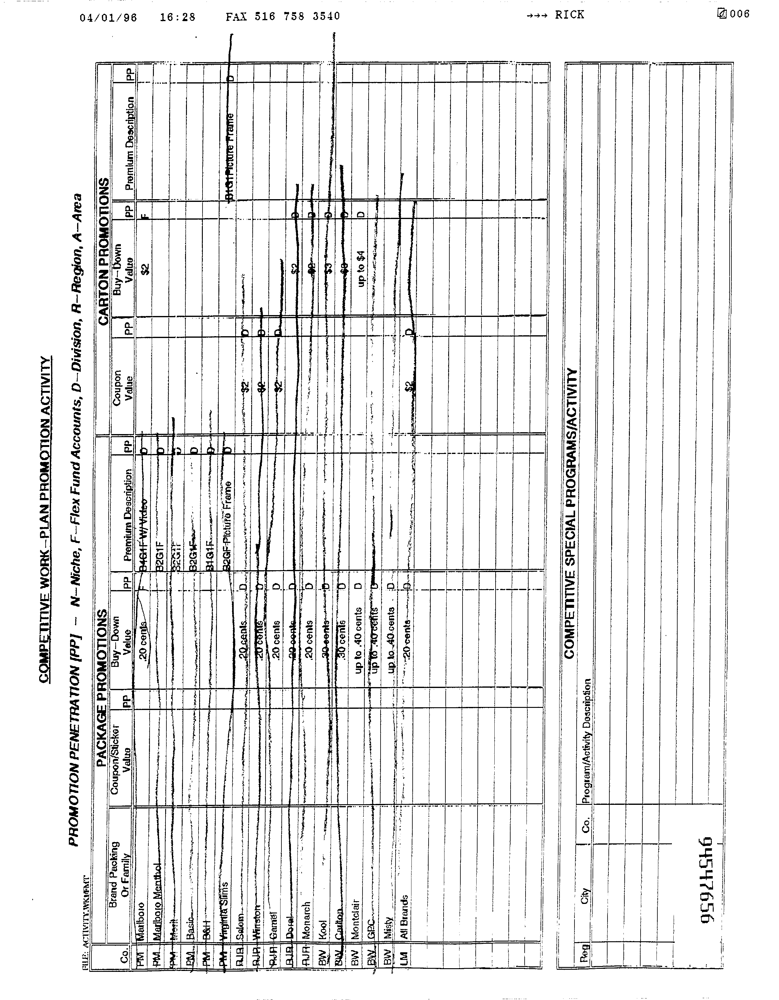 04/01/96 16:28 FAX 516 758 3540 →→→ RICK 006
COMPETITIVE WORK-PLAN PROMOTION ACTIVITY
PROMOTION PENETRATION [PP] - N-Niche, F-Flex Fund Accounts, D-Division, R-Region, A-Area
FILE: ACTIVITY.WK4\FMT
PACKAGE PROMOTIONS CARTON PROMOTIONS
Co. Brand Packing Or Family Coupon/Sticker Value PP Buy-Down Value PP Premium Description PP Coupon Value PP Buy-Down Value PP Premium Description PP
PM Marlboro .20 cents F B4G1F W/Video D $2 F
PM Marlboro Menthol B2G1F D
PM Merit B2G1F D
PM Basic B2G1F D
PM B&H B1G1F D
PM Virginia Slims B2GF Picture Frame D B1G1Picture Frame D
RJR Salem .20 cents D $2 D
RJR Winston .20 cents D $2 D
RJR Camel .20 cents D $2 D
RJR Doral .20 cents D $2 D
RJR Monarch .20 cents D $2 D
BW Kool .30 cents D $3 D
BW Carlton .30 cents D $3 D
BW Montclair up to .40 cents D up to $4 D
BW GPC up to .40 cents D
BW Misty up to .40 cents D
LM All Brands .20 cents D $2 D
COMPETITIVE SPECIAL PROGRAMS/ACTIVITY
Reg City Co. Program/Activity Description
94547656